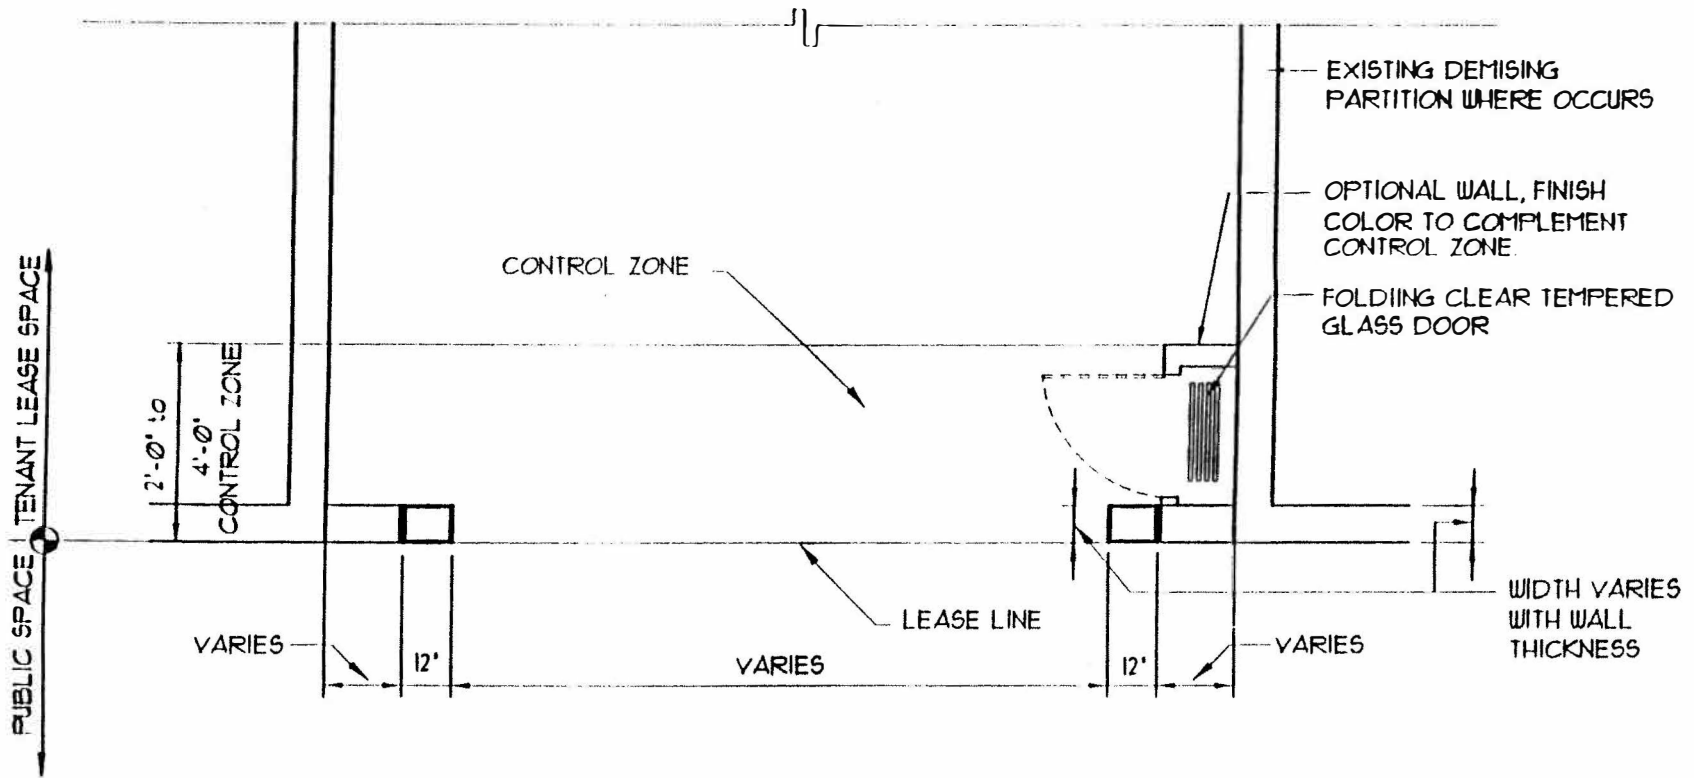 EXISTING DEMISING
PARTITION WHERE OCCURS
OPTIONAL WALL, FINISH
COLOR TO COMPLEMENT
CONTROL ZONE.
CONTROL ZONE
FOLDIING CLEAR TEMPERED
GLASS DOOR
TENANT LEASE SPACE
PUBLIC SPACE
2'-0" to
4'-0"
CONTROL ZONE
LEASE LINE
WIDTH VARIES
WITH WALL
THICKNESS
VARIES
12"
VARIES
12"
VARIES